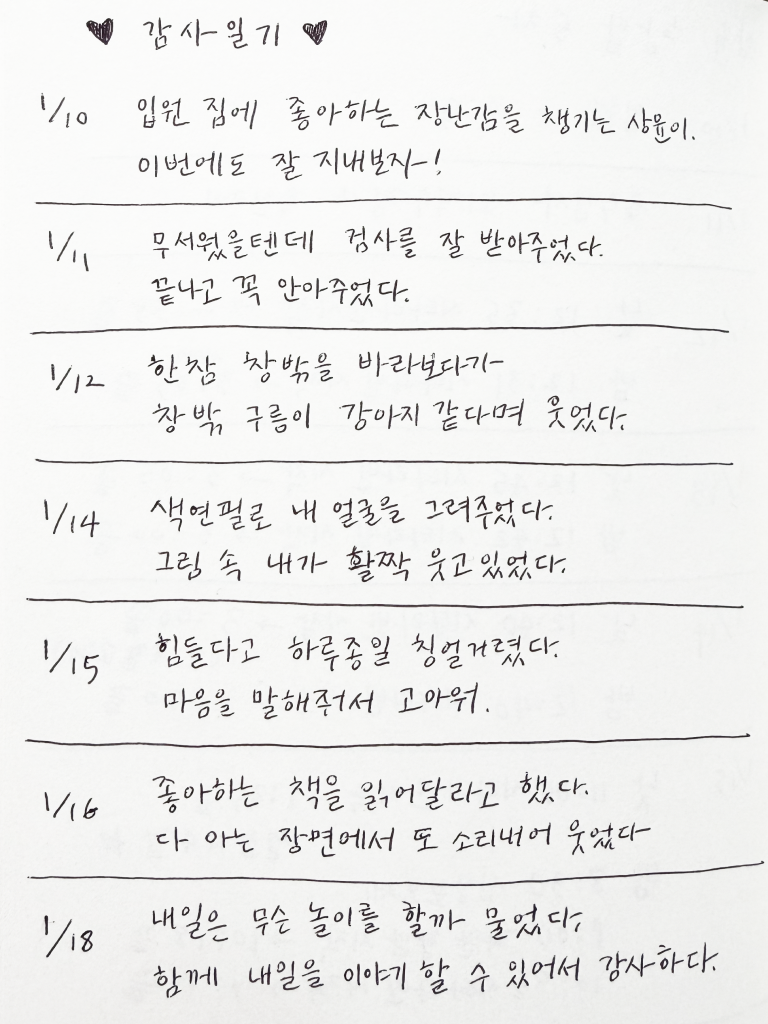 ♥ 감사일기 ♥
1/10 입원 짐에 좋아하는 장난감을 챙기는 상윤이.
이번에도 잘 지내보자!
1/11 무서웠을텐데 검사를 잘 받아주었다.
끝나고 꼭 안아주었다.
1/12 한참 창밖을 바라보다가
창밖 구름이 강아지 같다며 웃었다.
1/14 색연필로 내 얼굴을 그려주었다.
그림 속 내가 활짝 웃고있었다.
1/15 힘들다고 하루종일 칭얼거렸다.
마음을 말해줘서 고마워.
1/16 좋아하는 책을 읽어달라고 했다.
다 아는 장면에서 또 소리내어 웃었다
1/18 내일은 무슨 놀이를 할까 물었다.
함께 내일을 이야기 할 수 있어서 감사하다.